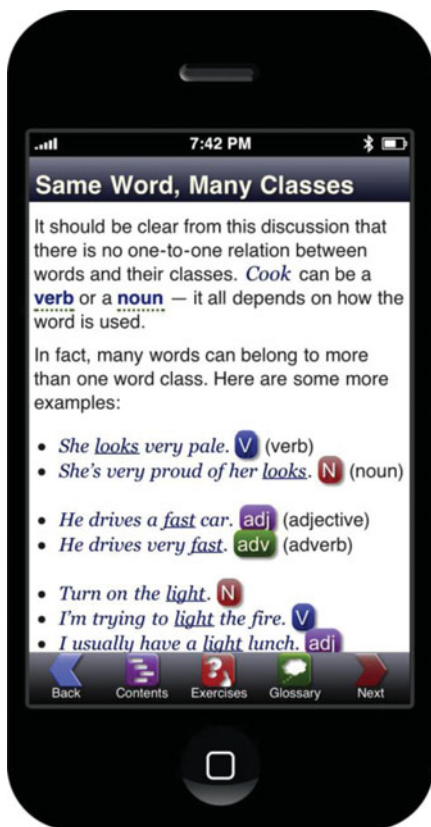 7:42 PM
Same Word, Many Classes
It should be clear from this discussion that
there is no one-to-one relation between
words and their classes. Cook can be a
verb or a noun — it all depends on how the
word is used.
In fact, many words can belong to more
than one word class. Here are some more
examples:
• She looks very pale. V (verb)
• She's very proud of her looks. N (noun)
• He drives a fast car. adj (adjective)
• He drives very fast. adv (adverb)
• Turn on the light. N
• I'm trying to light the fire. V
• I usually have a light lunch. adj
Back Contents Exercises Glossary Next